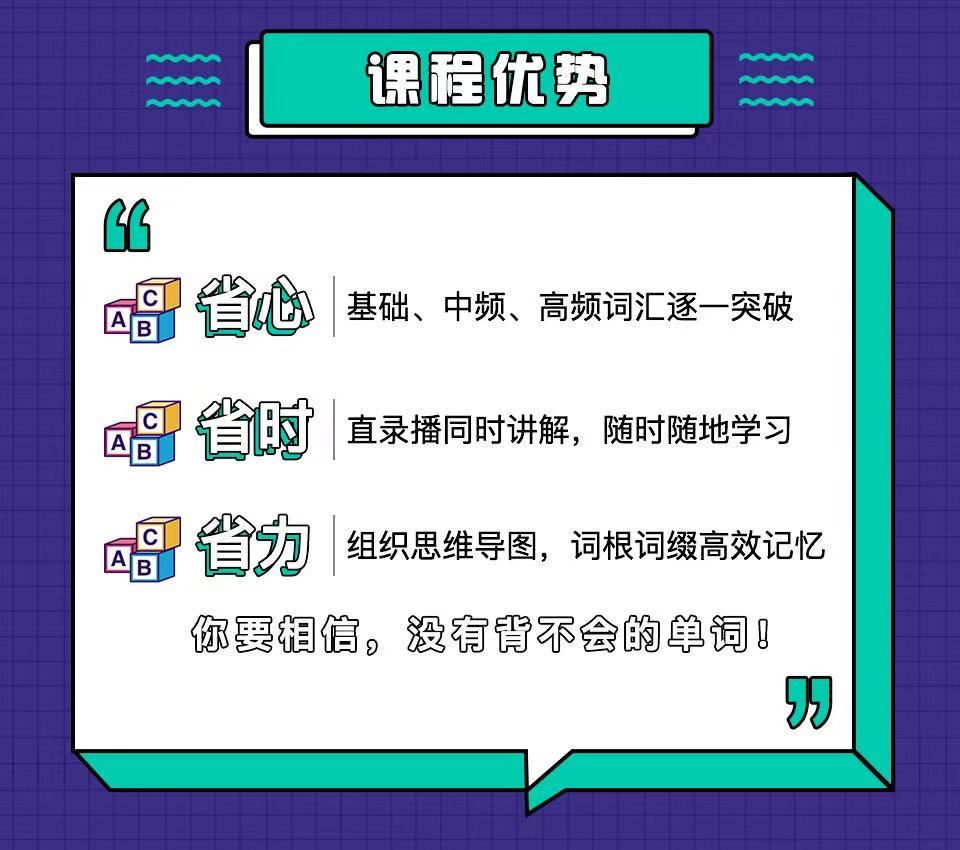 课程优势
“
C
A B
省心 基础、中频、高频词汇逐一突破
C
A B
省时 直录播同时讲解，随时随地学习
C
A B
省力 组织思维导图，词根词缀高效记忆
你要相信，没有背不会的单词！
”